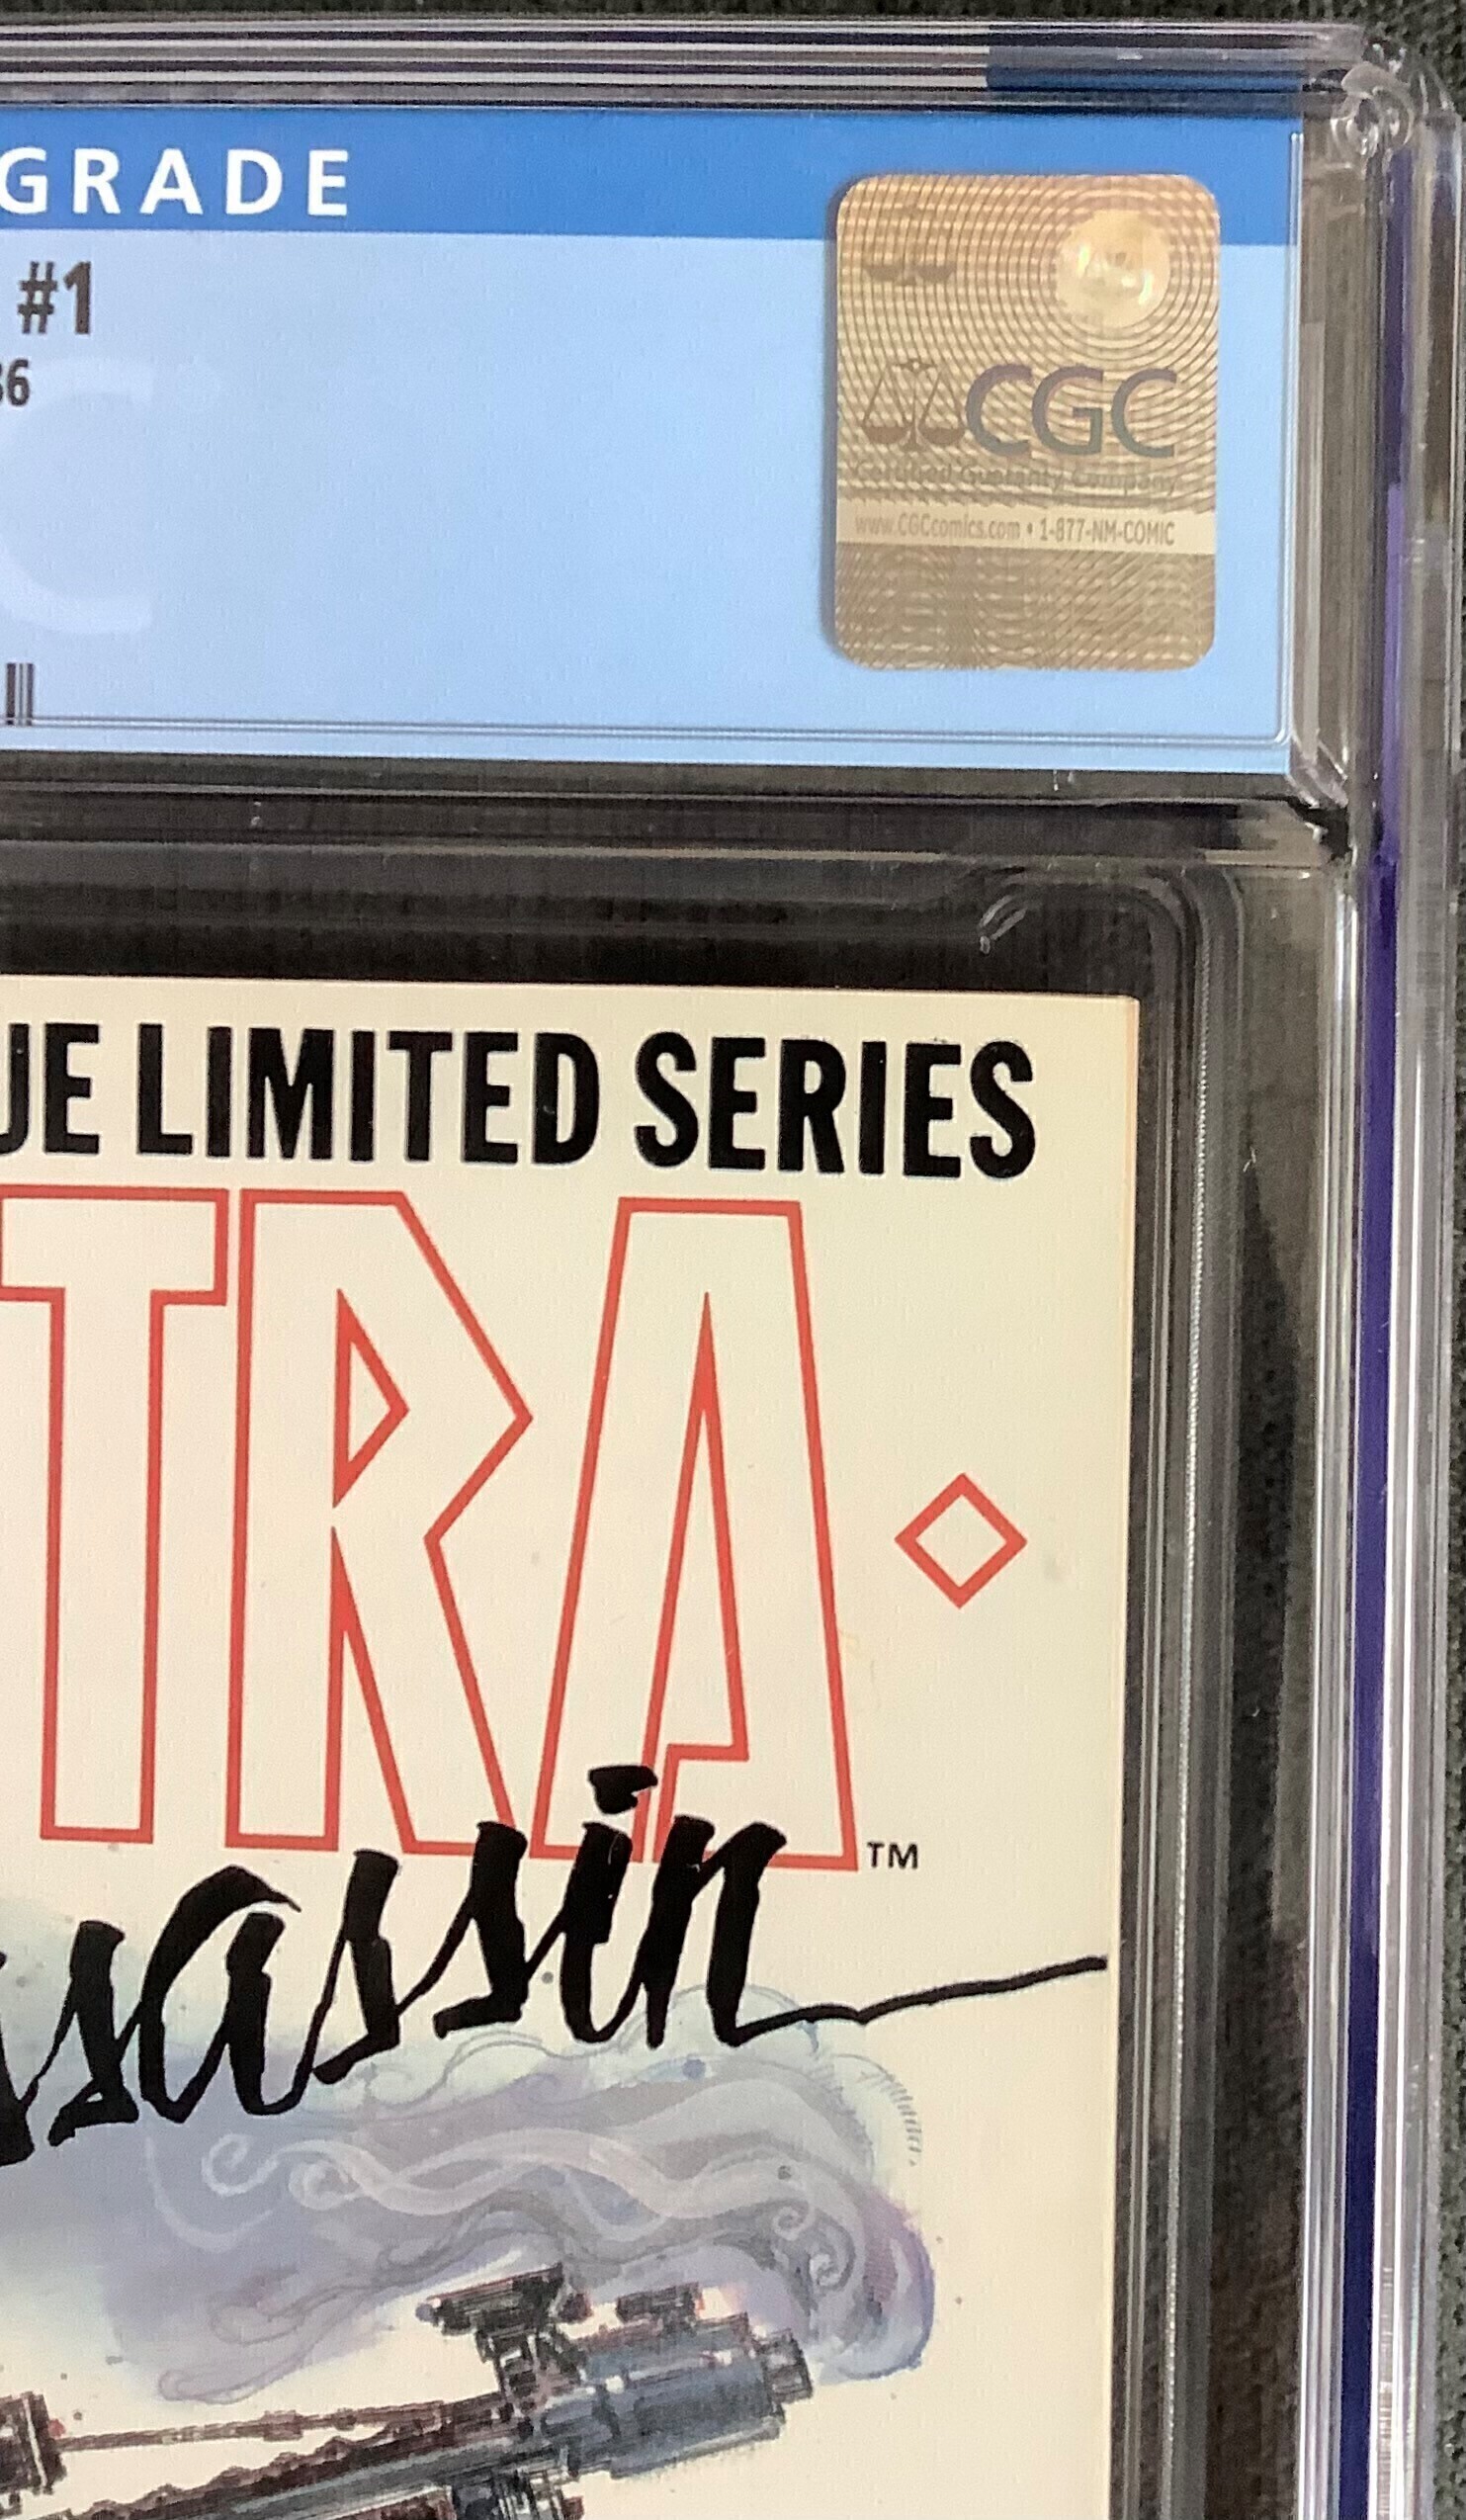 GRADE
#1
86
CGC
Certified Guaranty Company
www.CGCcomics.com • 1-877-NM-COMIC
UE LIMITED SERIES
TRA
TM
ssassin